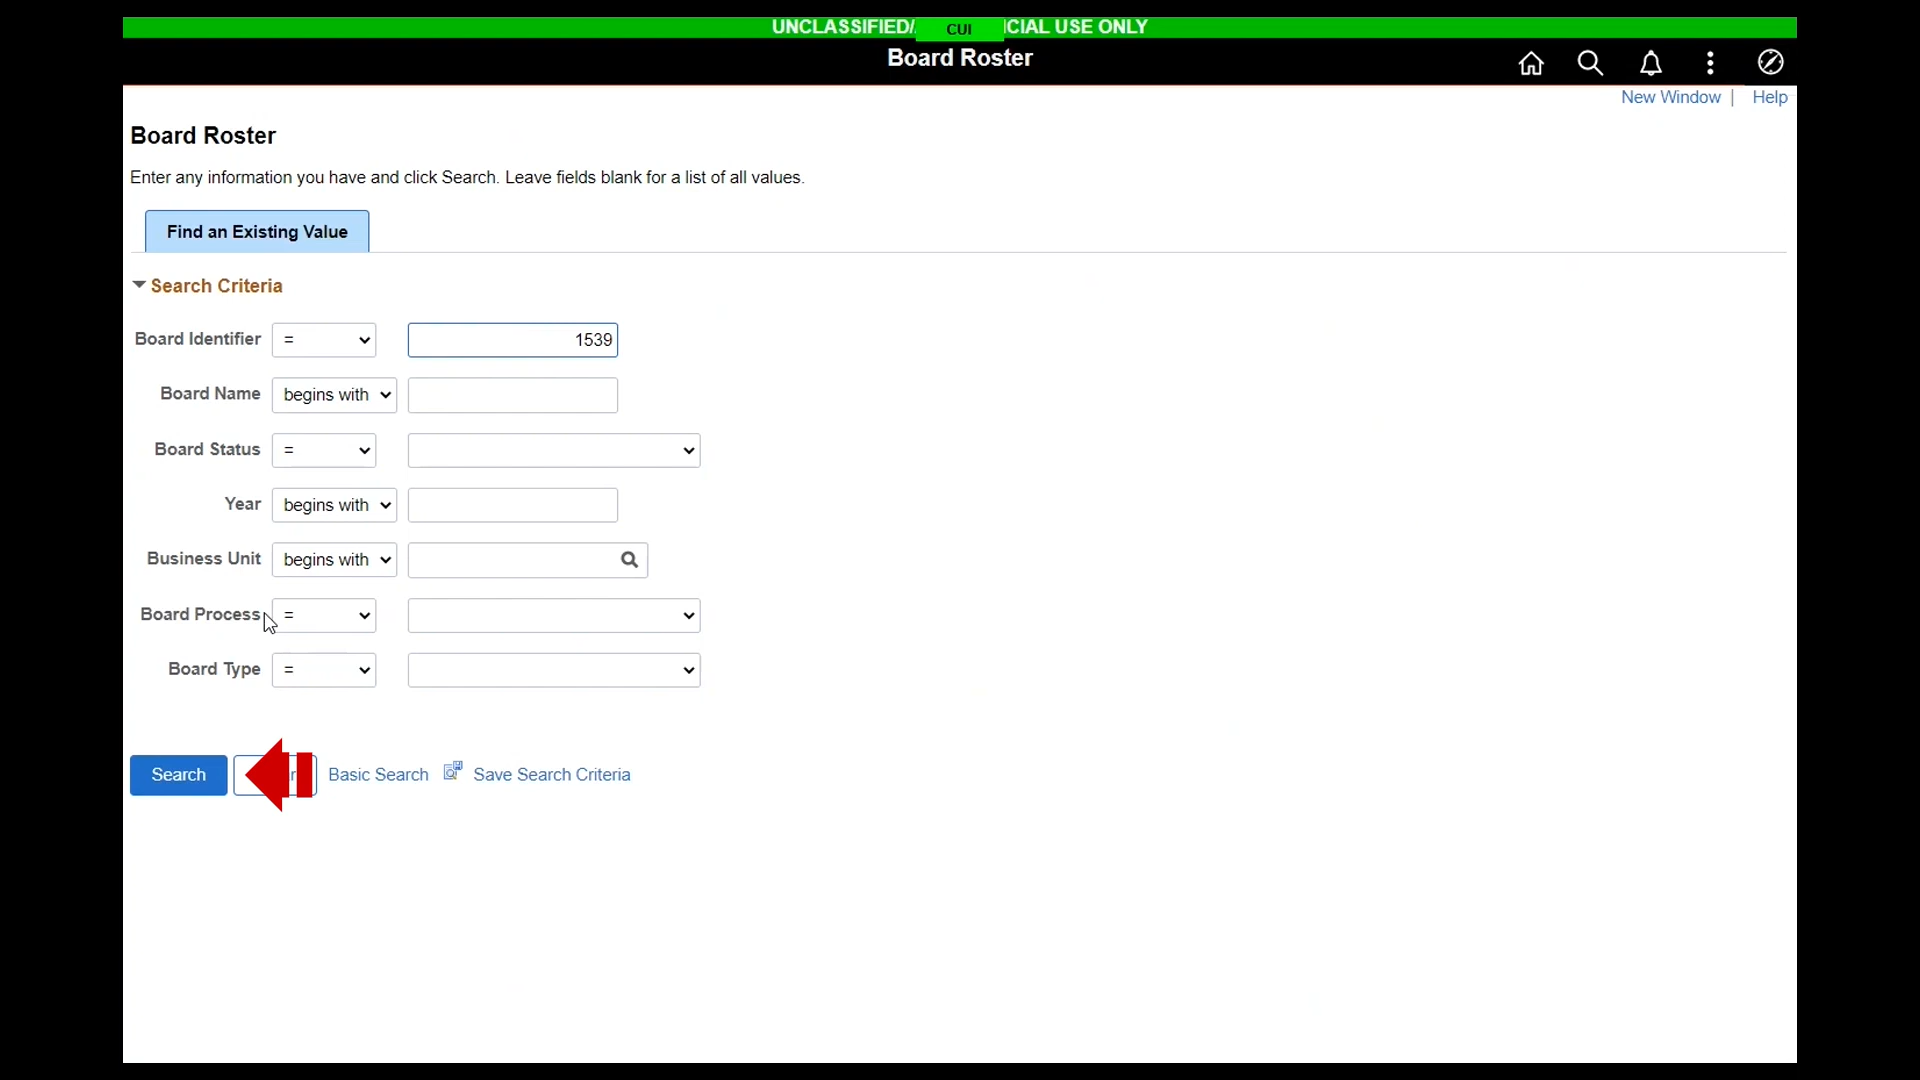 UNCLASSIFIED/ CUI ICIAL USE ONLY
Board Roster
New Window | Help
Board Roster
Enter any information you have and click Search. Leave fields blank for a list of all values.
Find an Existing Value
Search Criteria
Board Identifier = 1539
Board Name begins with
Board Status =
Year begins with
Business Unit begins with
Board Process =
Board Type =
Search Basic Search Save Search Criteria